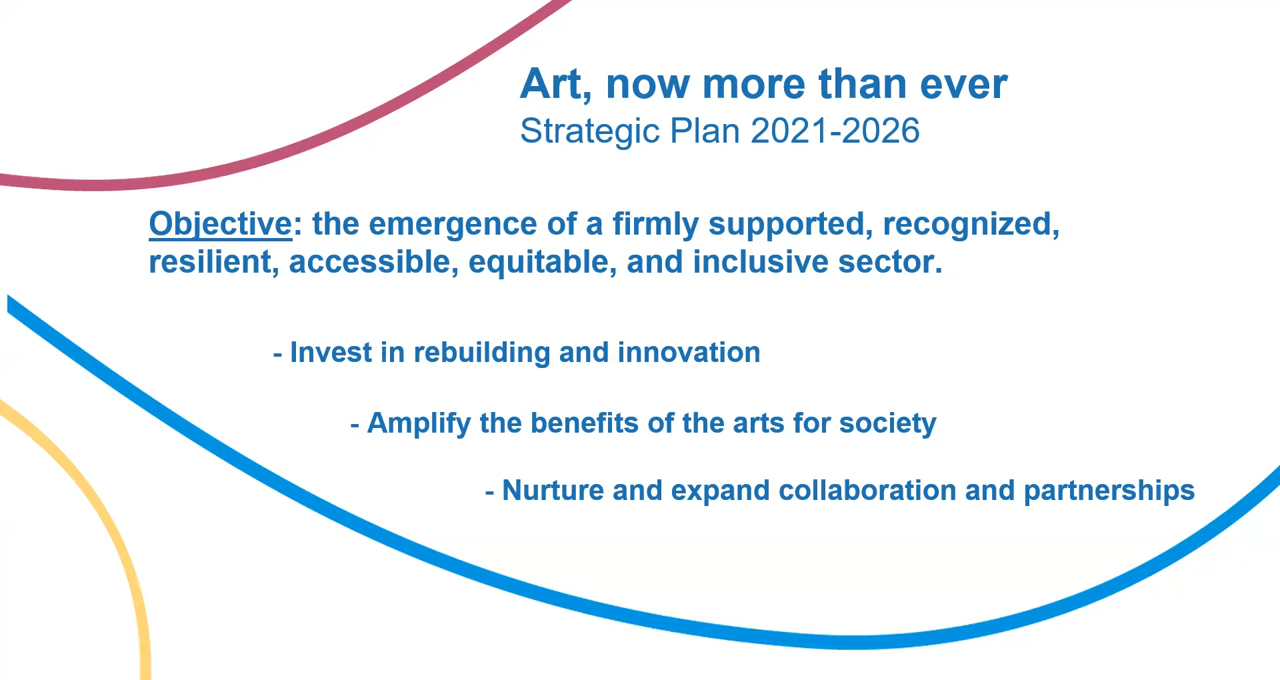 Art, now more than ever
Strategic Plan 2021-2026
Objective: the emergence of a firmly supported, recognized,
resilient, accessible, equitable, and inclusive sector.
- Invest in rebuilding and innovation
- Amplify the benefits of the arts for society
- Nurture and expand collaboration and partnerships